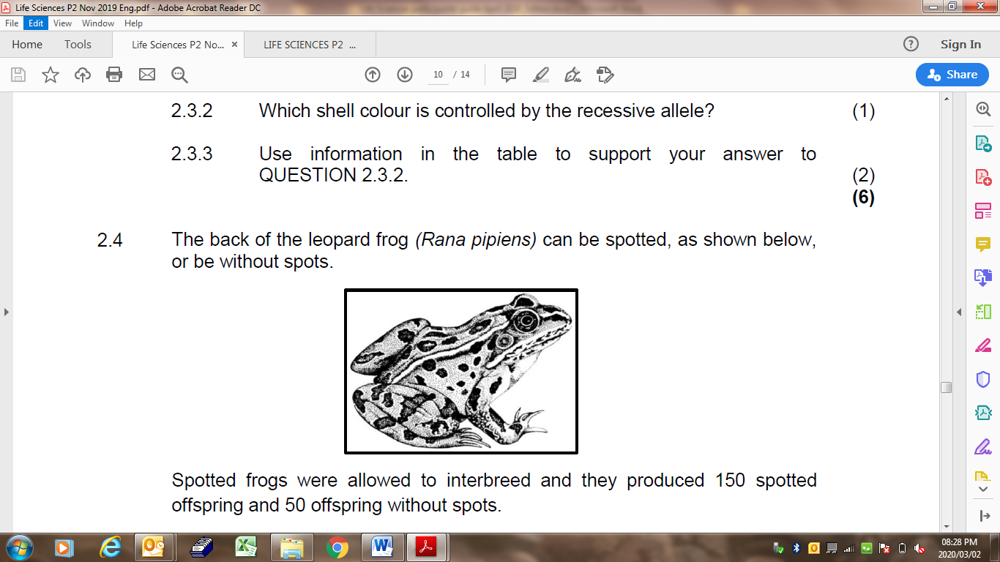 Life Sciences P2 Nov 2019 Eng.pdf - Adobe Acrobat Reader DC
File Edit View Window Help
Home Tools Life Sciences P2 No... × LIFE SCIENCES P2 ... ? Sign In
10 / 14 Share
2.3.2 Which shell colour is controlled by the recessive allele? (1)
2.3.3 Use information in the table to support your answer to
QUESTION 2.3.2. (2)
(6)
2.4 The back of the leopard frog (Rana pipiens) can be spotted, as shown below,
or be without spots.
Spotted frogs were allowed to interbreed and they produced 150 spotted
offspring and 50 offspring without spots.
08:28 PM
2020/03/02